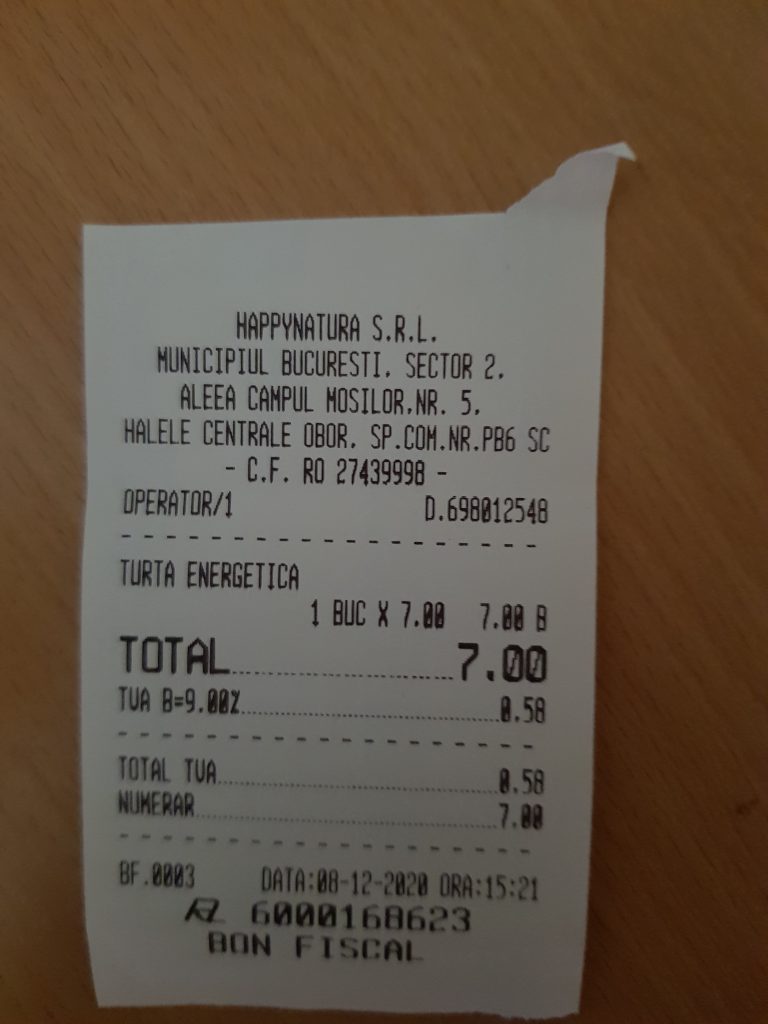 HAPPYNATURA S.R.L.
MUNICIPIUL BUCURESTI. SECTOR 2.
ALEEA CAMPUL MOSILOR.NR. 5.
HALELE CENTRALE OBOR. SP.COM.NR.PB6 SC
- C.F. RO 27439998 -
OPERATOR/1 D.698012548
- - - - - - - - - - - - - - - - - - -
TURTA ENERGETICA
1 BUC X 7.00 7.00 B
TOTAL......................7.00
TVA B=9.00%......................0.58
- - - - - - - - - - - - - - - - - - -
TOTAL TVA......................0.58
NUMERAR......................7.00
- - - - - - - - - - - - - - - - - - -
BF.0003 DATA:08-12-2020 ORA:15:21
6000168623
BON FISCAL